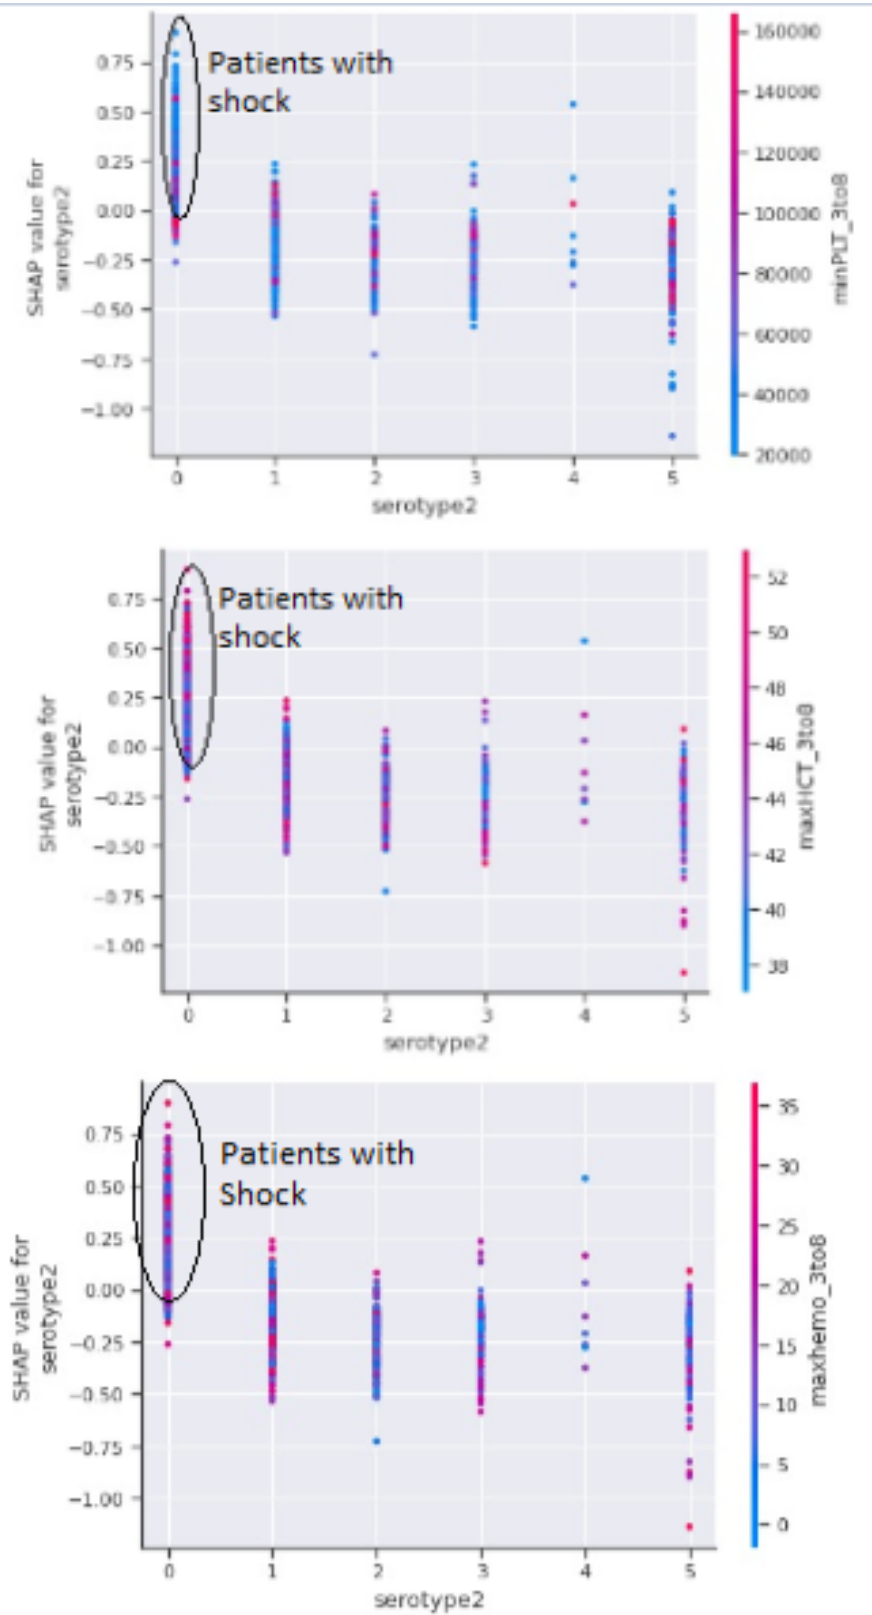 0.75
0.50
0.25
0.00
−0.25
−0.50
−0.75
−1.00
SHAP value for
serotype2
Patients with
shock
0 1 2 3 4 5
serotype2
160000
140000
120000
100000
80000
60000
40000
20000
minPLT_3to8
0.75
0.50
0.25
0.00
−0.25
−0.50
−0.75
−1.00
SHAP value for
serotype2
Patients with
shock
0 1 2 3 4 5
serotype2
52
50
48
46
44
42
40
38
maxHCT_3to8
0.75
0.50
0.25
0.00
−0.25
−0.50
−0.75
−1.00
SHAP value for
serotype2
Patients with
Shock
0 1 2 3 4 5
serotype2
35
30
25
20
15
10
5
0
maxhemo_3to8